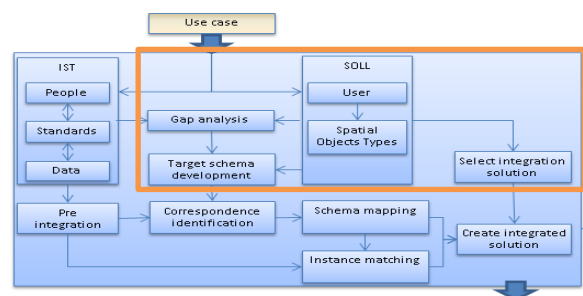 Use case
IST
People
Standards
Data
SOLL
User
Spatial
Objects Types
Gap analysis
Target schema
development
Select integration
solution
Pre
integration
Correspondence
identification
Schema mapping
Instance matching
Create integrated
solution